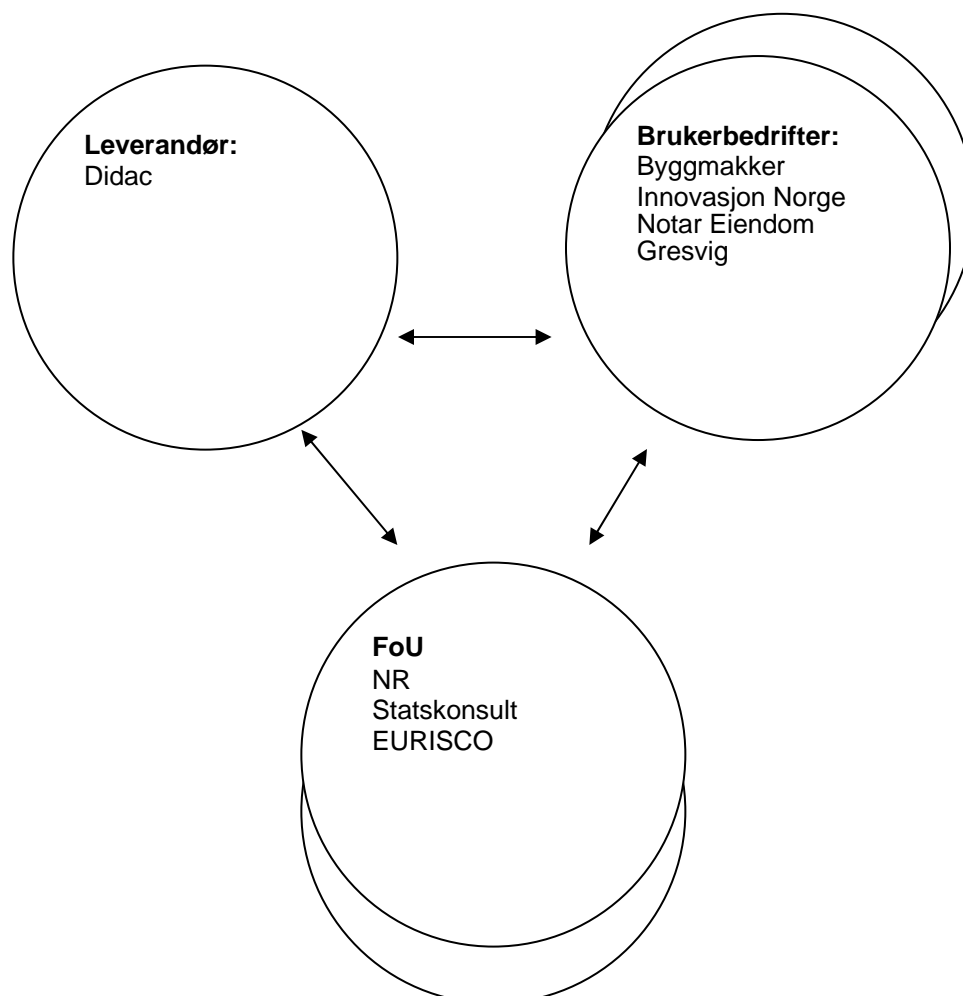 Leverandør:
Didac
Brukerbedrifter:
Byggmakker
Innovasjon Norge
Notar Eiendom
Gresvig
FoU
NR
Statskonsult
EURISCO